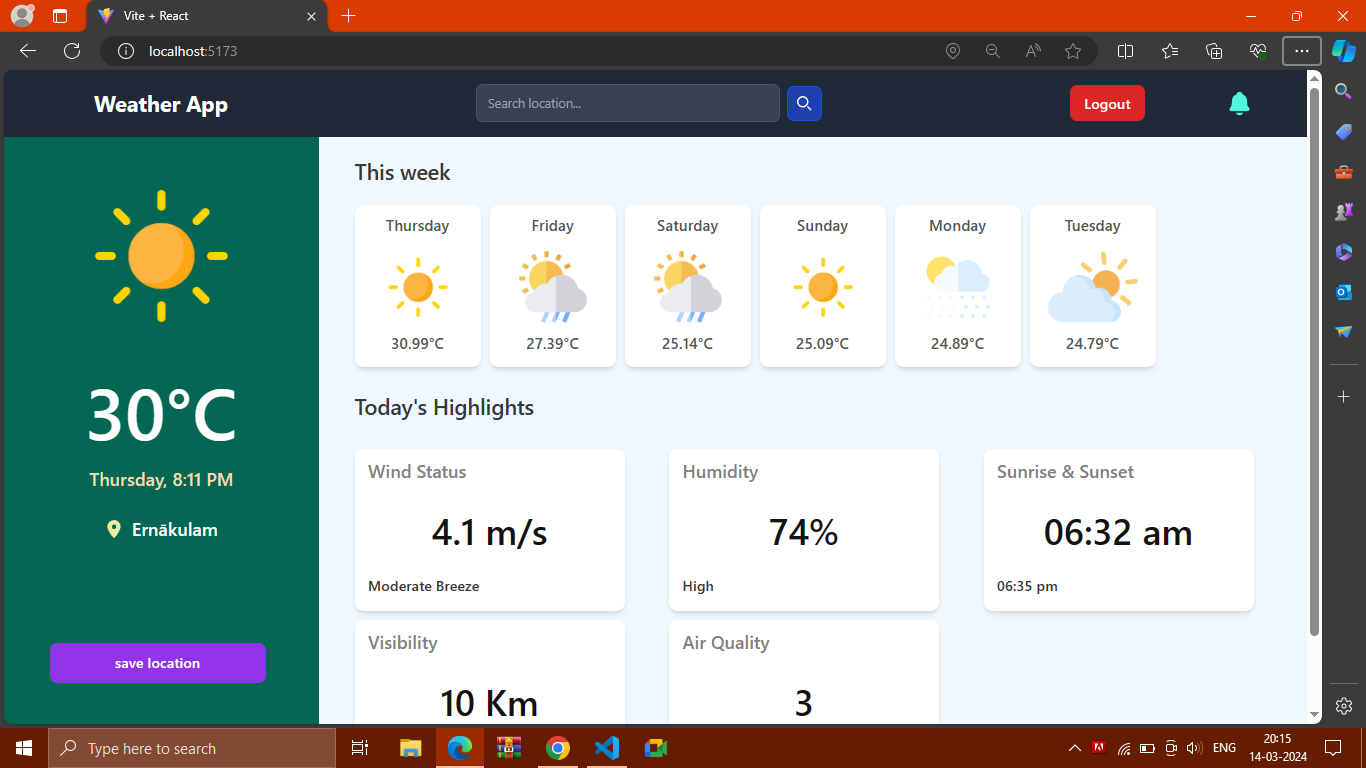 Vite + React
localhost:5173
Weather App
Search location...
Logout
30°C
Thursday, 8:11 PM
Ernākulam
save location
This week
Thursday
Friday
Saturday
Sunday
Monday
Tuesday
30.99°C
27.39°C
25.14°C
25.09°C
24.89°C
24.79°C
Today's Highlights
Wind Status
4.1 m/s
Moderate Breeze
Humidity
74%
High
Sunrise & Sunset
06:32 am
06:35 pm
Visibility
10 Km
Air Quality
3
Type here to search
ENG
20:15
14-03-2024